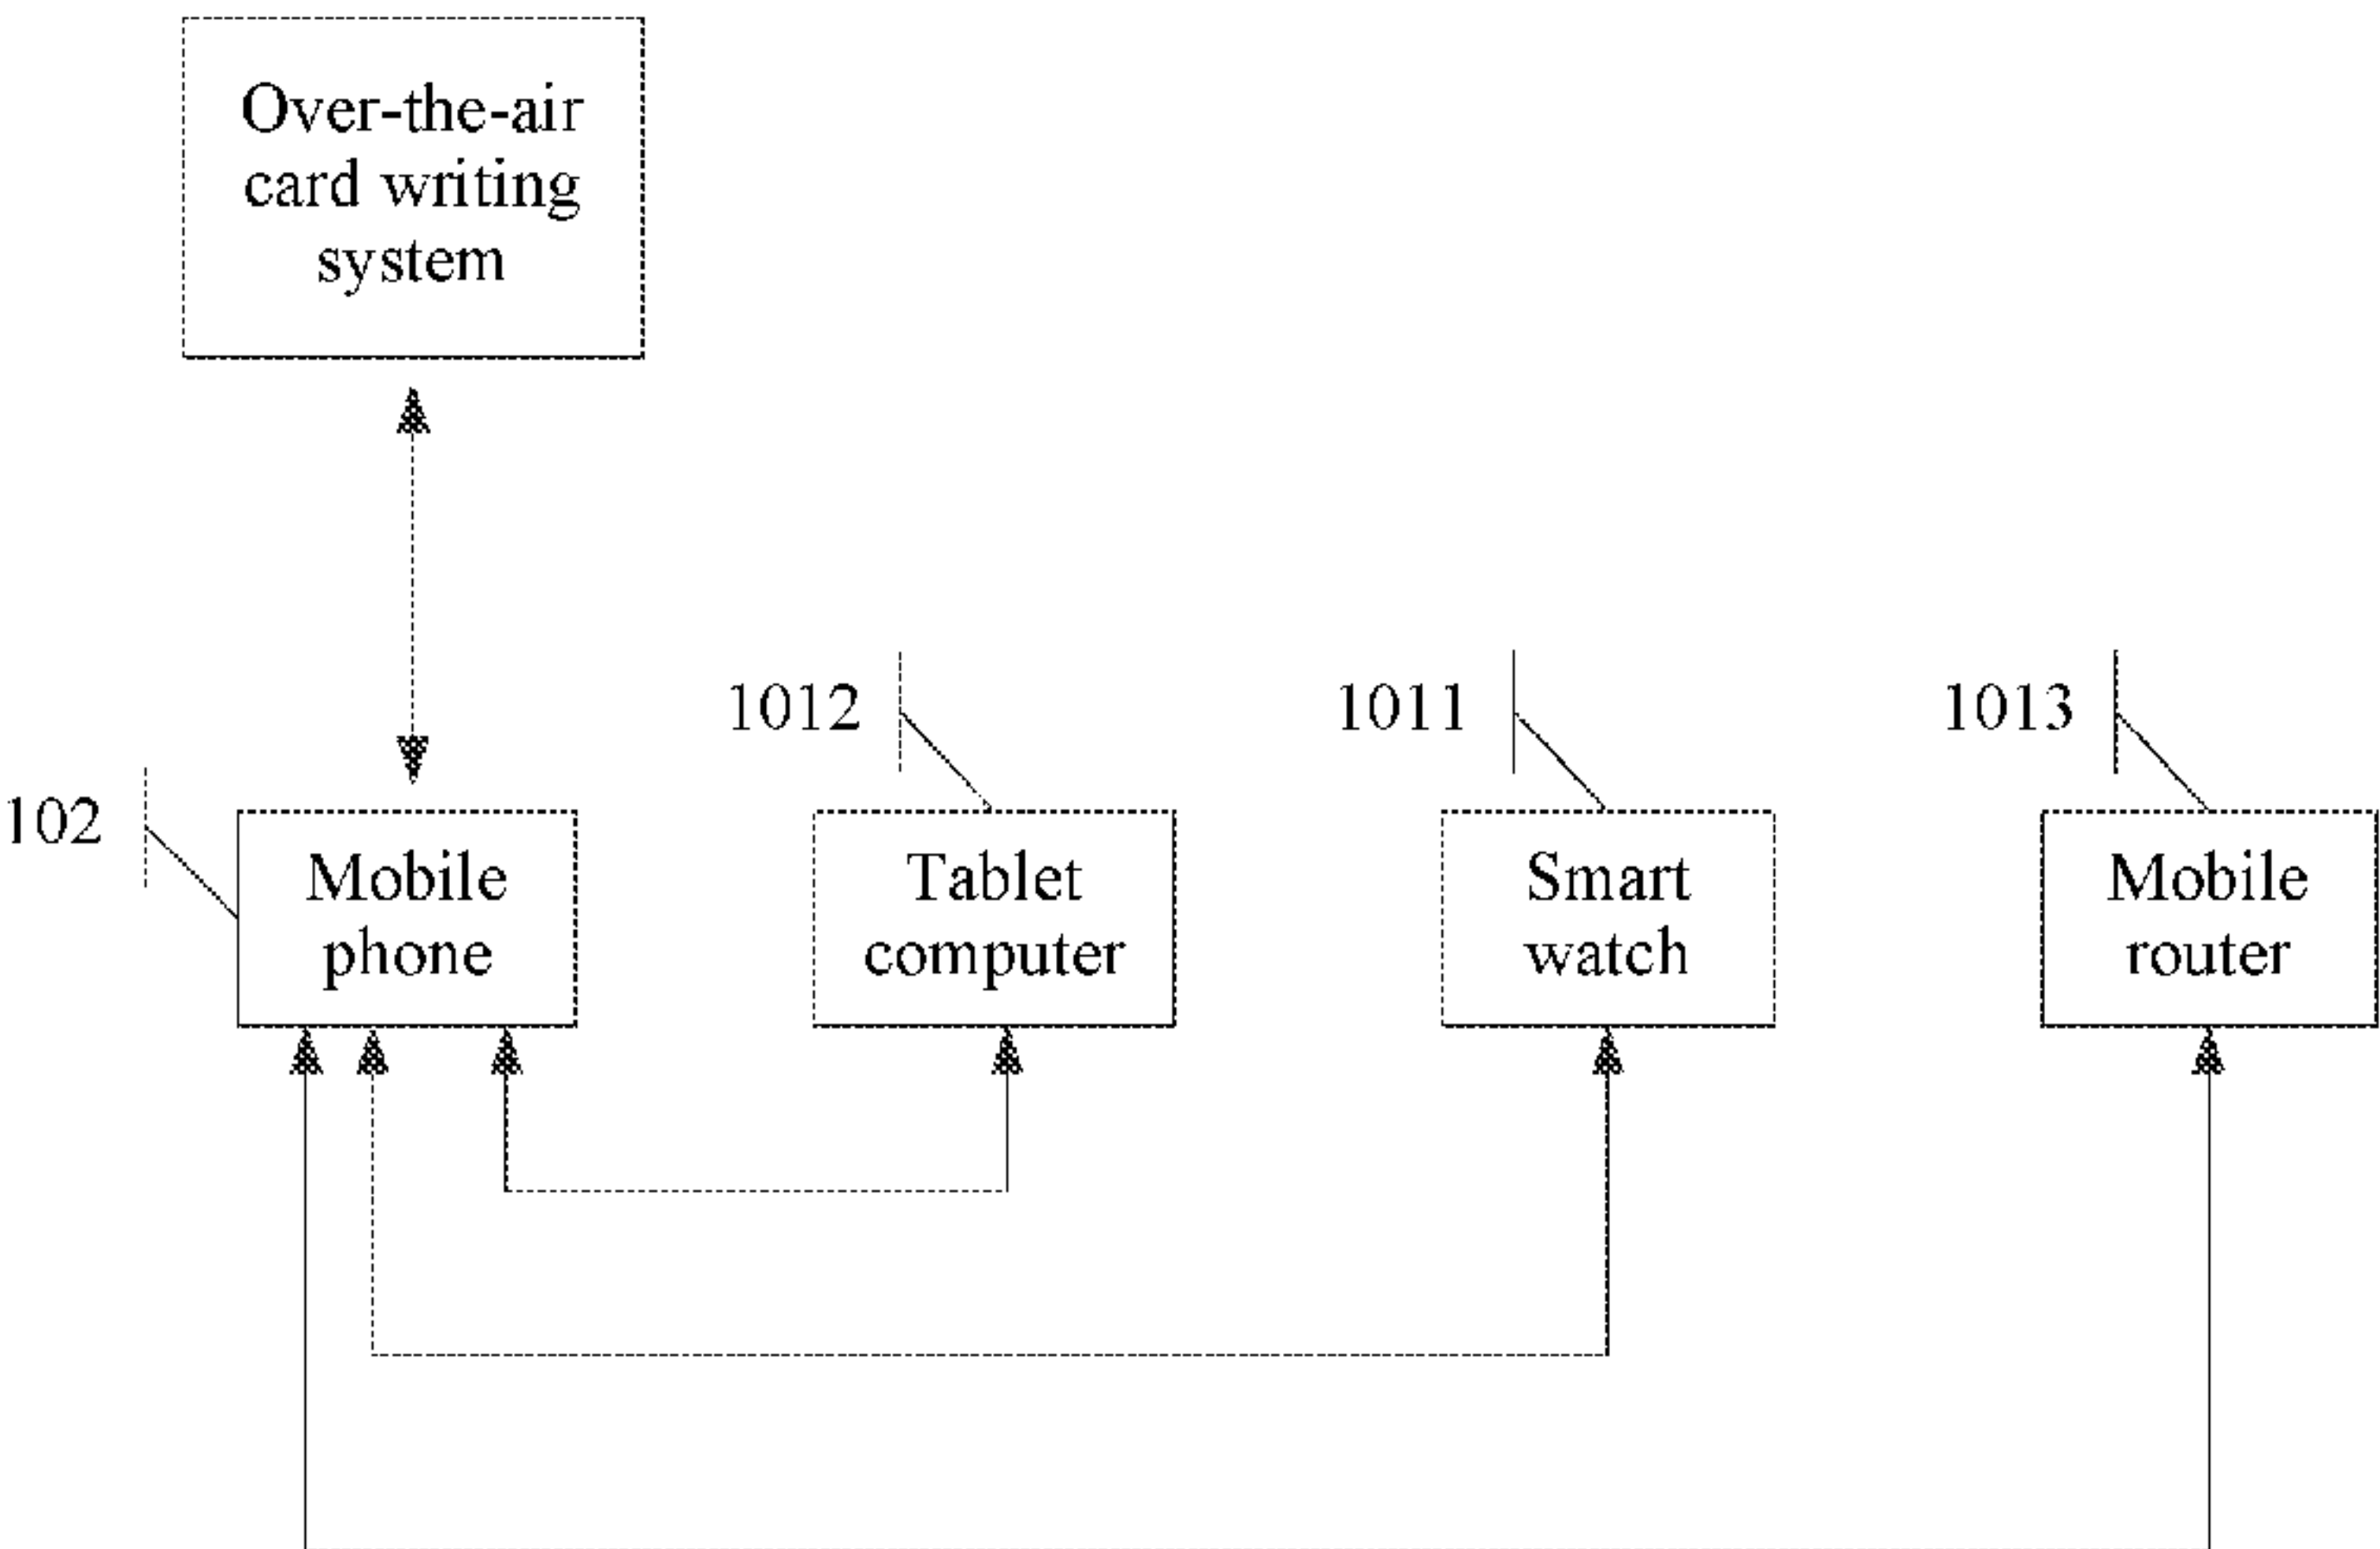 Over-the-air
card writing
system
1012
1011
1013
102
Mobile
phone
Tablet
computer
Smart
watch
Mobile
router